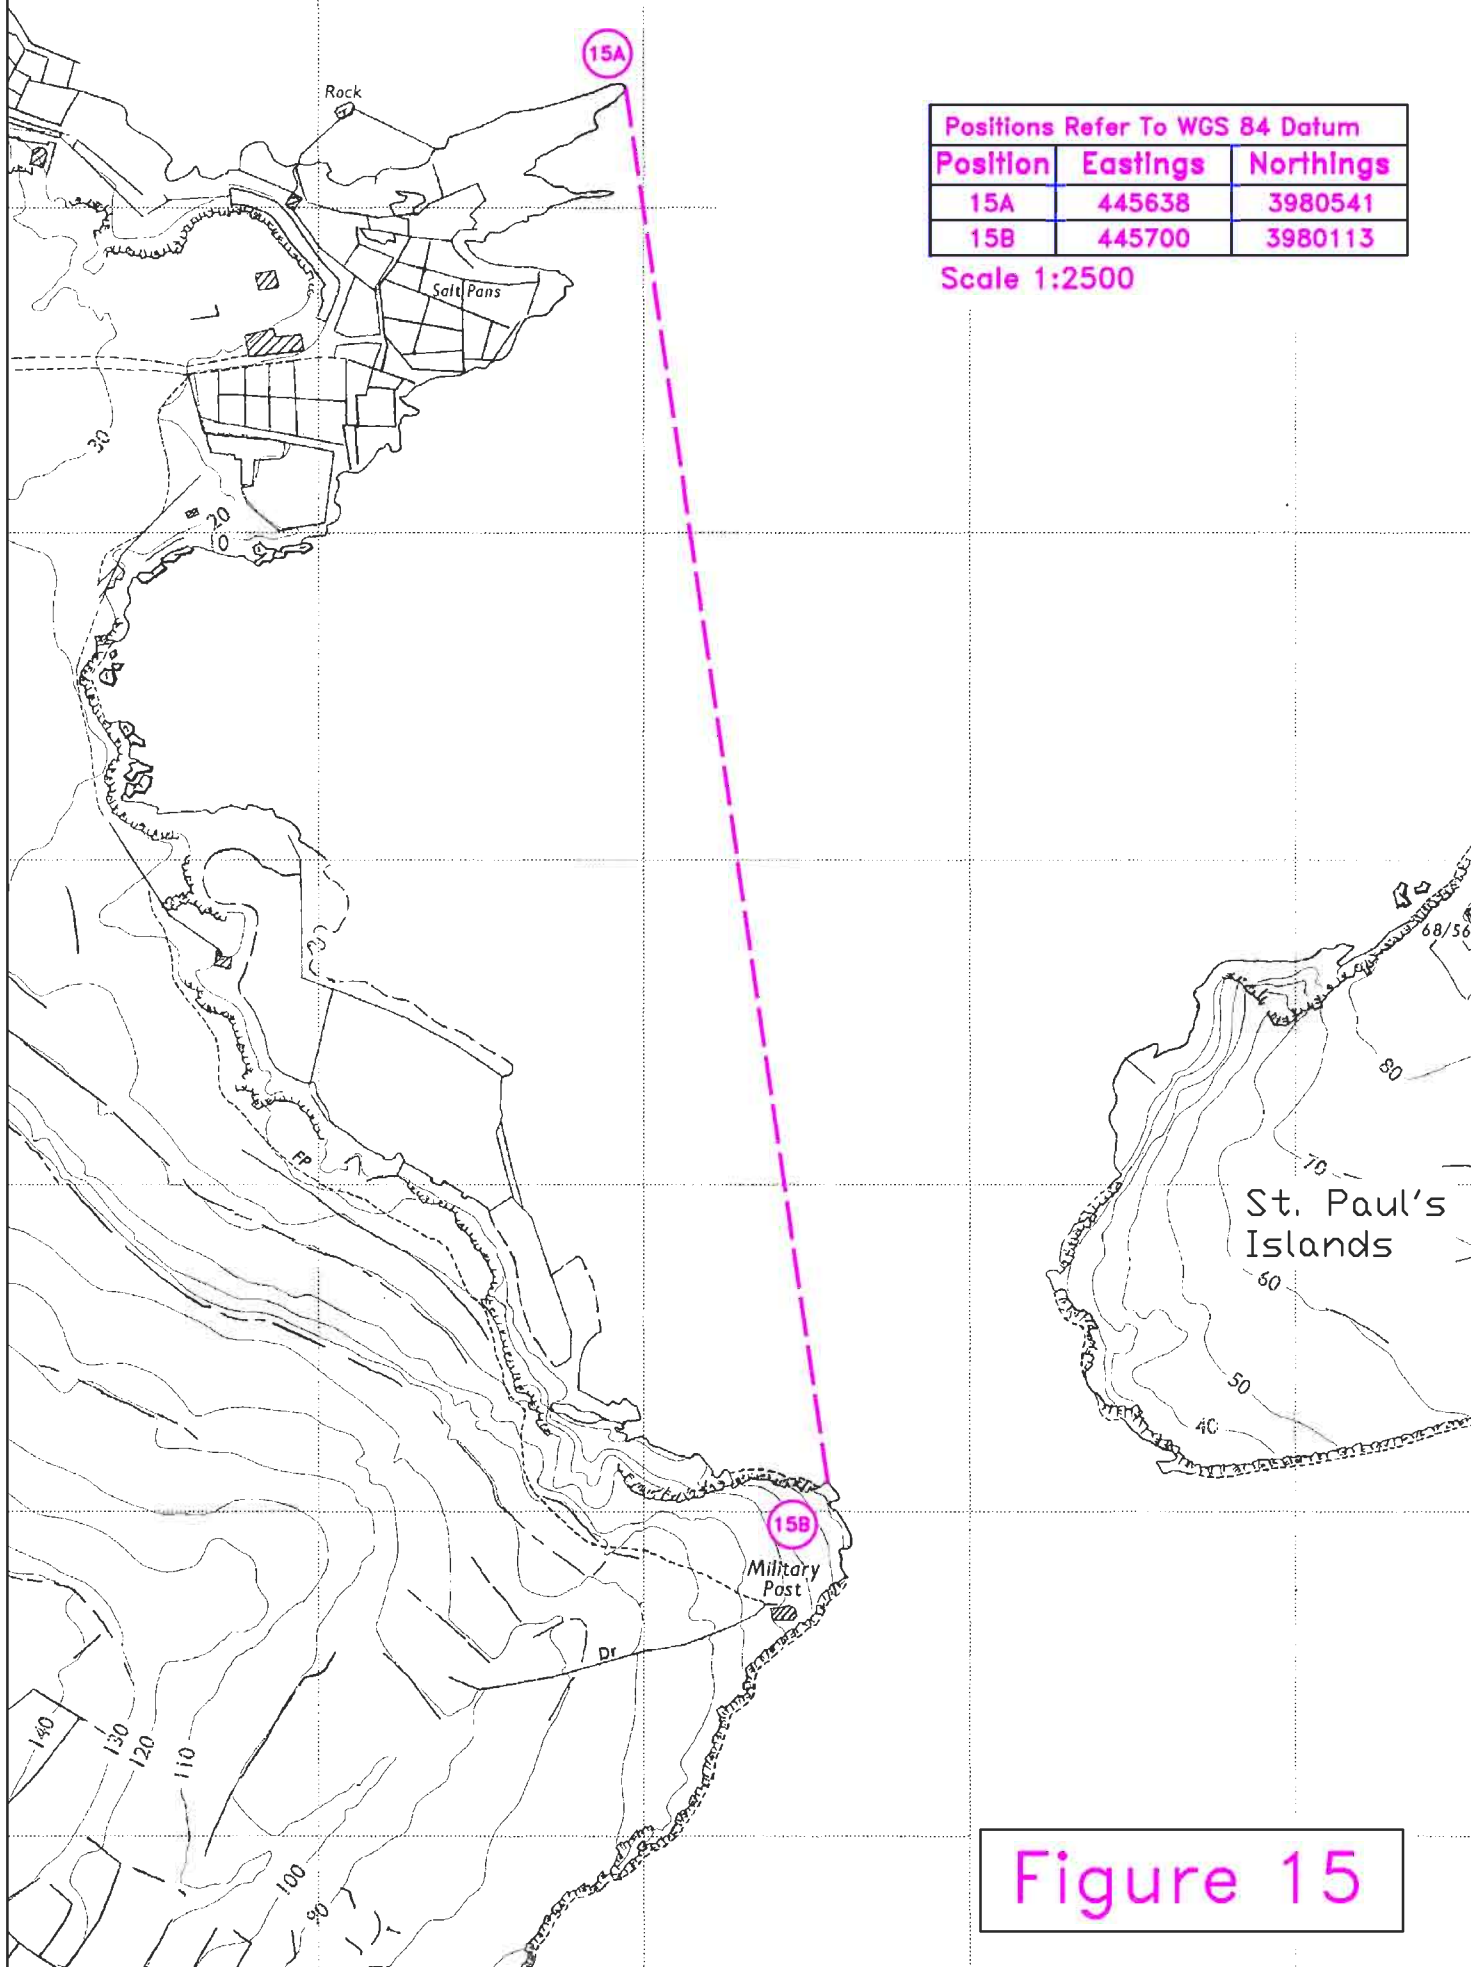 15A
Rock
Positions Refer To WGS 84 Datum
Position Eastings Northings
15A 445638 3980541
15B 445700 3980113
Scale 1:2500
Salt Pans
30
20
10
68/56
80
FP
70
St. Paul's
Islands
60
50
40
15B
Military
Post
Dr
140
130
120
110
100
90
Figure 15